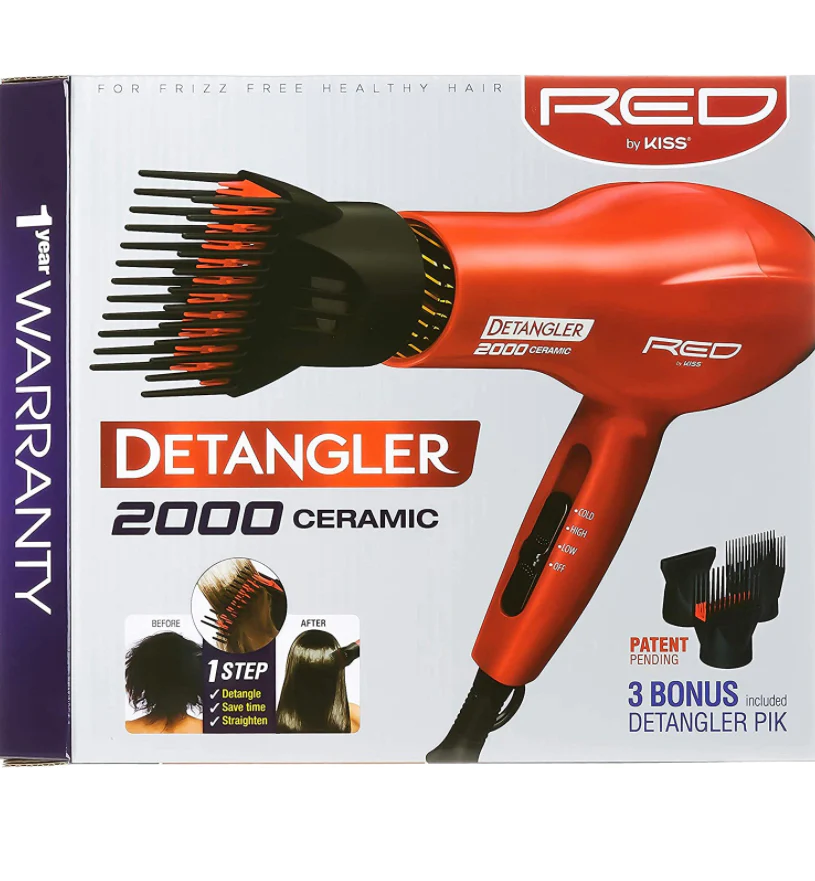 FOR FRIZZ FREE HEALTHY HAIR
RED
by KISS®
1 year WARRANTY
DETANGLER
2000 CERAMIC
RED
by KISS
COLD
HIGH
LOW
OFF
DETANGLER
2000 CERAMIC
BEFORE
AFTER
1 STEP
✓ Detangle
✓ Save time
✓ Straighten
PATENT
PENDING
3 BONUS included
DETANGLER PIK